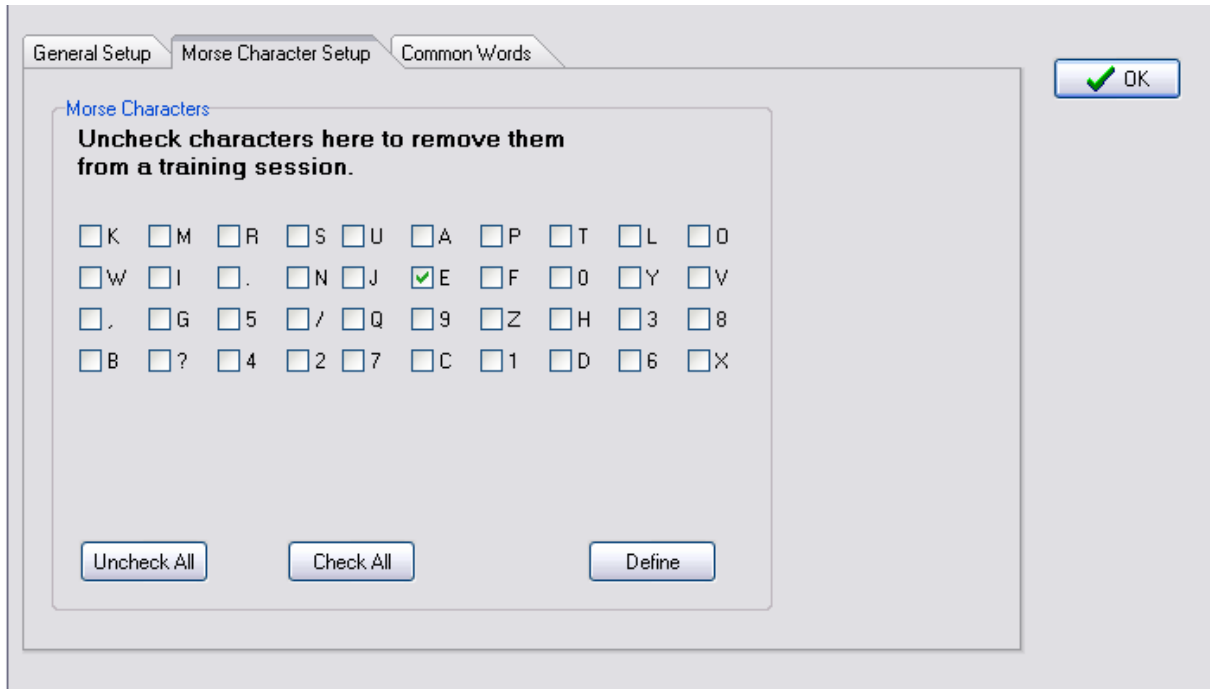 General Setup Morse Character Setup Common Words
OK
Morse Characters
Uncheck characters here to remove them
from a training session.
K M R S U A P T L O
W I . N J E F 0 Y V
, G 5 / Q 9 Z H 3 8
B ? 4 2 7 C 1 D 6 X
Uncheck All Check All Define